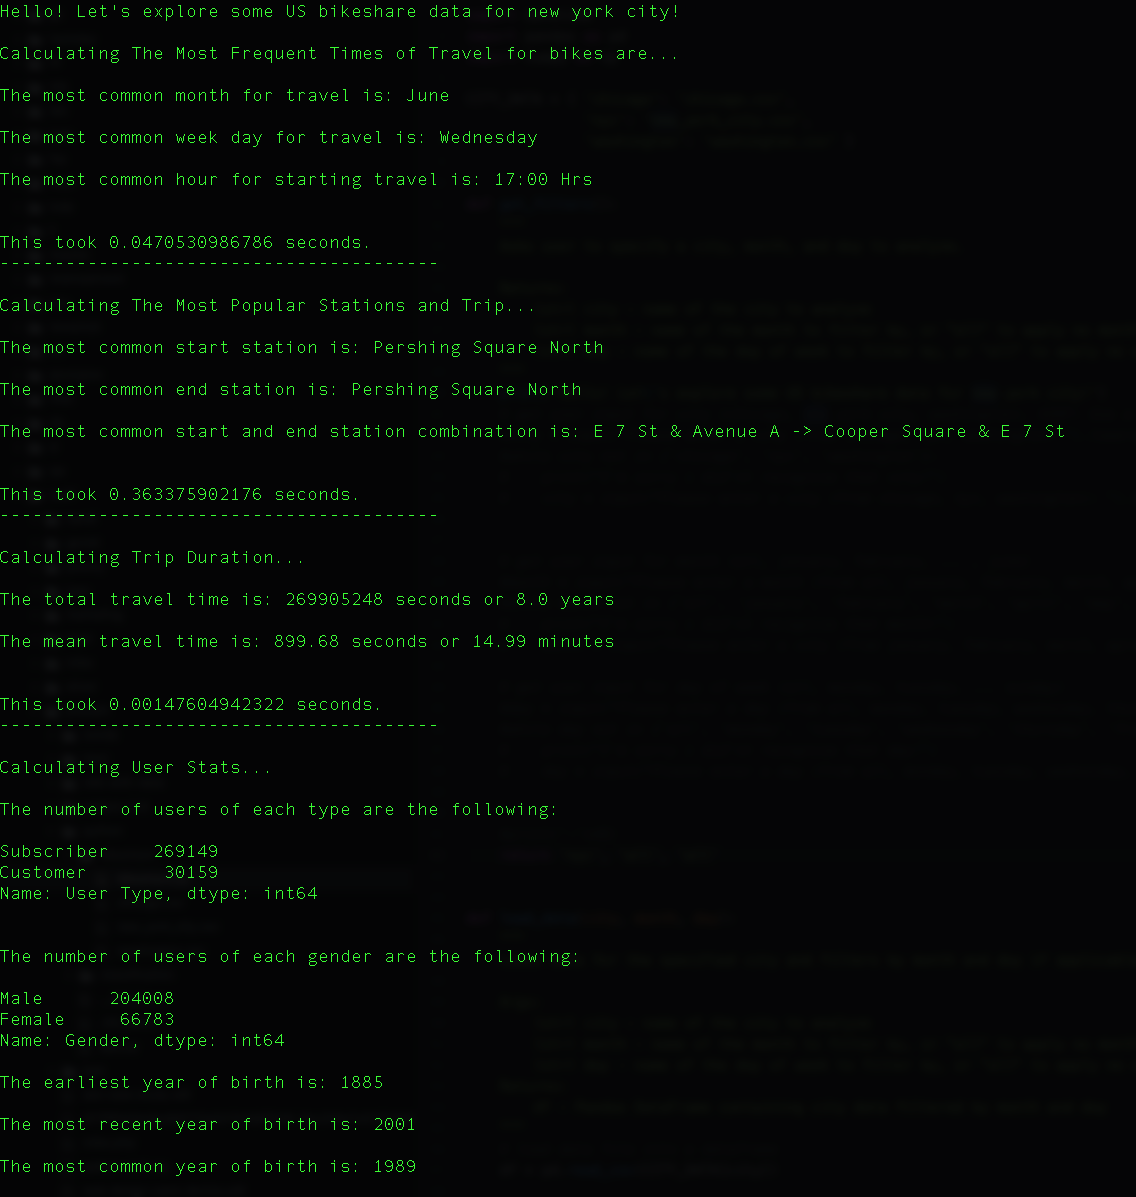 Hello! Let's explore some US bikeshare data for new york city!
Calculating The Most Frequent Times of Travel for bikes are...
The most common month for travel is: June
The most common week day for travel is: Wednesday
The most common hour for starting travel is: 17:00 Hrs
This took 0.0470530986786 seconds.
----------------------------------------
Calculating The Most Popular Stations and Trip...
The most common start station is: Pershing Square North
The most common end station is: Pershing Square North
The most common start and end station combination is: E 7 St & Avenue A -> Cooper Square & E 7 St
This took 0.363375902176 seconds.
----------------------------------------
Calculating Trip Duration...
The total travel time is: 269905248 seconds or 8.0 years
The mean travel time is: 899.68 seconds or 14.99 minutes
This took 0.00147604942322 seconds.
----------------------------------------
Calculating User Stats...
The number of users of each type are the following:
Subscriber    269149
Customer       30159
Name: User Type, dtype: int64
The number of users of each gender are the following:
Male      204008
Female     66783
Name: Gender, dtype: int64
The earliest year of birth is: 1885
The most recent year of birth is: 2001
The most common year of birth is: 1989